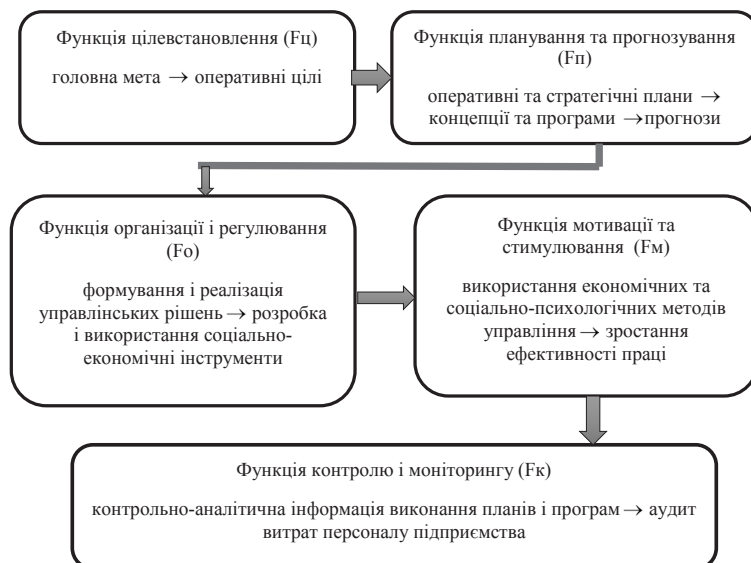 Функція цілевстановлення (Fц)
головна мета → оперативні цілі
Функція планування та прогнозування
(Fп)
оперативні та стратегічні плани →
концепції та програми →прогнози
Функція організації і регулювання
(Fо)
формування і реалізація
управлінських рішень → розробка
і використання соціально-
економічні інструменти
Функція мотивації та
стимулювання (Fм)
використання економічних та
соціально-психологічних методів
управління → зростання
ефективності праці
Функція контролю і моніторингу (Fк)
контрольно-аналітична інформація виконання планів і програм → аудит
витрат персоналу підприємства